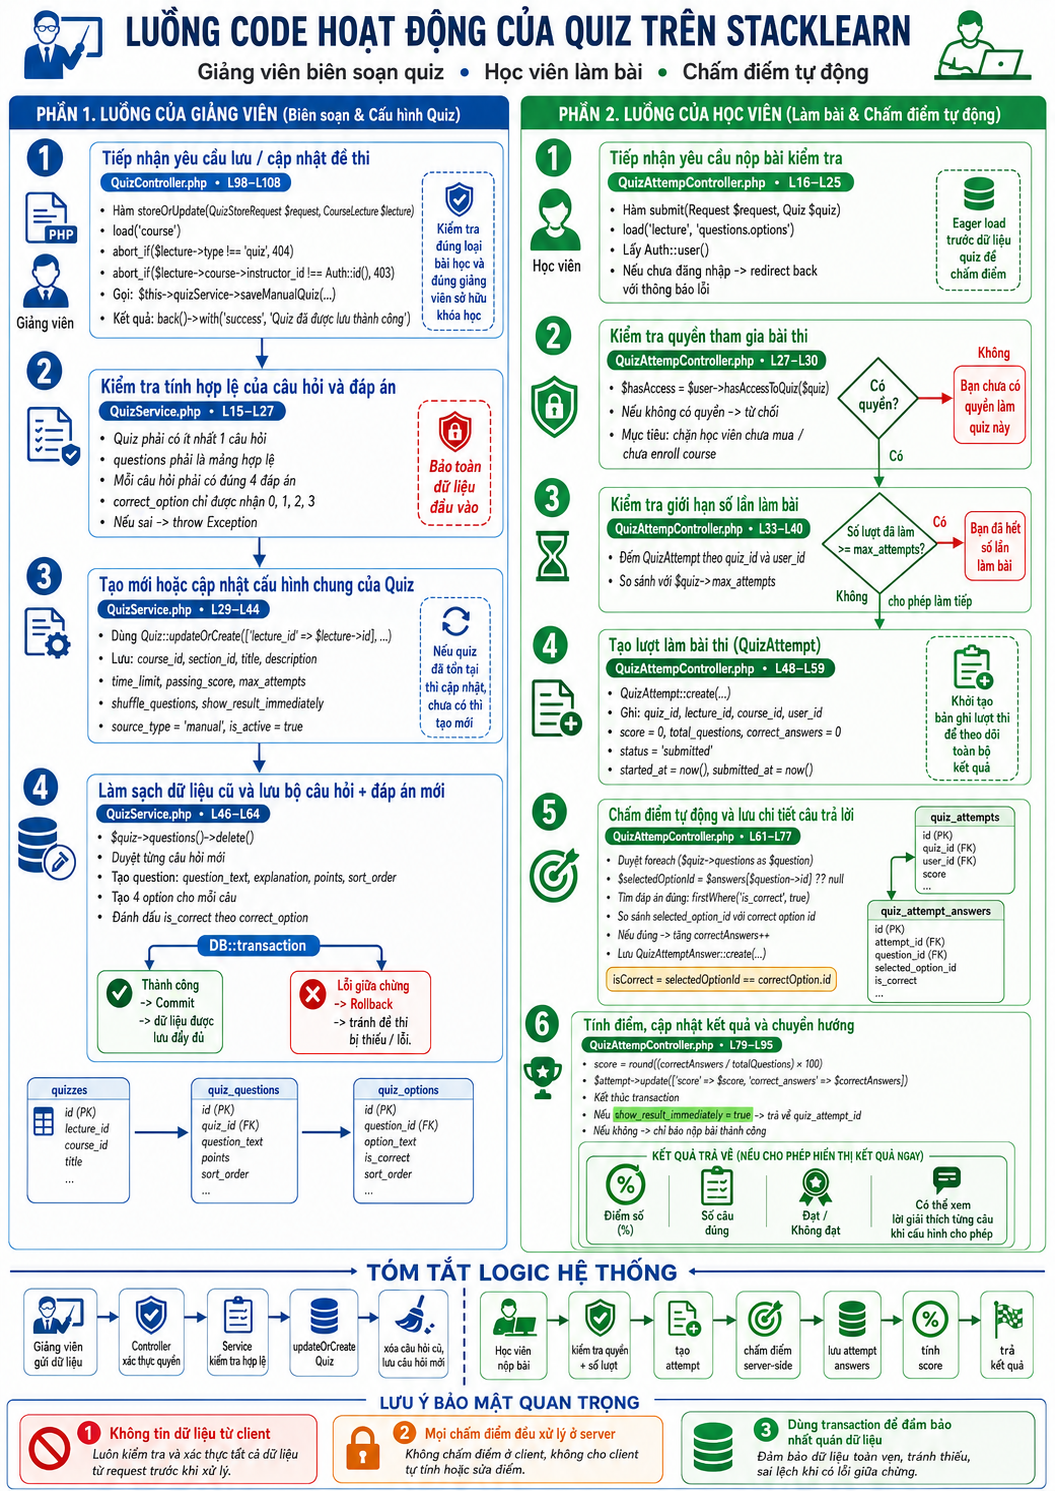 LUỒNG CODE HOẠT ĐỘNG CỦA QUIZ TRÊN STACKLEARN
Giảng viên biên soạn quiz • Học viên làm bài • Chấm điểm tự động
PHẦN 1. LUỒNG CỦA GIẢNG VIÊN (Biên soạn & Cấu hình Quiz)
1
PHP
Giảng viên
Tiếp nhận yêu cầu lưu / cập nhật đề thi
QuizController.php • L98–L108
• Hàm storeOrUpdate(QuizStoreRequest $request, CourseLecture $lecture)
• load('course')
• abort_if($lecture->type !== 'quiz', 404)
• abort_if($lecture->course->instructor_id !== Auth::id(), 403)
• Gọi: $this->quizService->saveManualQuiz(...)
• Kết quả: back()->with('success', 'Quiz đã được lưu thành công')
Kiểm tra
đúng loại
bài học và
đúng giảng
viên sở hữu
khóa học
2
Kiểm tra tính hợp lệ của câu hỏi và đáp án
QuizService.php • L15–L27
• Quiz phải có ít nhất 1 câu hỏi
• questions phải là mảng hợp lệ
• Mỗi câu hỏi phải có đúng 4 đáp án
• correct_option chỉ được nhận 0, 1, 2, 3
• Nếu sai -> throw Exception
Bảo toàn
dữ liệu
đầu vào
3
Tạo mới hoặc cập nhật cấu hình chung của Quiz
QuizService.php • L29–L44
• Dùng Quiz::updateOrCreate(['lecture_id' => $lecture->id], ...)
• Lưu: course_id, section_id, title, description
• time_limit, passing_score, max_attempts
• shuffle_questions, show_result_immediately
• source_type = 'manual', is_active = true
Nếu quiz
đã tồn tại
thì cập nhật,
chưa có thì
tạo mới
4
Làm sạch dữ liệu cũ và lưu bộ câu hỏi + đáp án mới
QuizService.php • L46–L64
• $quiz->questions()->delete()
• Duyệt từng câu hỏi mới
• Tạo question: question_text, explanation, points, sort_order
• Tạo 4 option cho mỗi câu
• Đánh dấu is_correct theo correct_option
DB::transaction
Thành công
-> Commit
-> dữ liệu được
lưu đầy đủ
Lỗi giữa chừng
-> Rollback
-> tránh đề thi
bị thiếu / lỗi.
quizzes
id (PK)
lecture_id
course_id
title
...
quiz_questions
id (PK)
quiz_id (FK)
question_text
points
sort_order
...
quiz_options
id (PK)
question_id (FK)
option_text
is_correct
sort_order
...
PHẦN 2. LUỒNG CỦA HỌC VIÊN (Làm bài & Chấm điểm tự động)
1
Học viên
Tiếp nhận yêu cầu nộp bài kiểm tra
QuizAttempController.php • L16–L25
• Hàm submit(Request $request, Quiz $quiz)
• load('lecture', 'questions.options')
• Lấy Auth::user()
• Nếu chưa đăng nhập -> redirect back
với thông báo lỗi
Eager load
trước dữ liệu
quiz để
chấm điểm
2
Kiểm tra quyền tham gia bài thi
QuizAttempController.php • L27–L30
• $hasAccess = $user->hasAccessToQuiz($quiz)
• Nếu không có quyền -> từ chối
• Mục tiêu: chặn học viên chưa mua /
chưa enroll course
Có
quyền?
Không
Bạn chưa có
quyền làm
quiz này
Có
3
Kiểm tra giới hạn số lần làm bài
QuizAttempController.php • L33–L40
• Đếm QuizAttempt theo quiz_id và user_id
• So sánh với $quiz->max_attempts
Số lượt đã làm
>= max_attempts?
Có
Bạn đã hết
số lần
làm bài
Không
cho phép làm tiếp
4
Tạo lượt làm bài thi (QuizAttempt)
QuizAttempController.php • L48–L59
• QuizAttempt::create(...)
• Ghi: quiz_id, lecture_id, course_id, user_id
• score = 0, total_questions, correct_answers = 0
• status = 'submitted'
• started_at = now(), submitted_at = now()
Khởi tạo
bản ghi lượt thi
để theo dõi
toàn bộ
kết quả
5
Chấm điểm tự động và lưu chi tiết câu trả lời
QuizAttempController.php • L61–L77
• Duyệt foreach ($quiz->questions as $question)
• $selectedOptionId = $answers[$question->id] ?? null
• Tìm đáp án đúng: firstWhere('is_correct', true)
• So sánh selected_option_id với correct option id
• Nếu đúng -> tăng correctAnswers++
• Lưu QuizAttemptAnswer::create(...)
isCorrect = selectedOptionId == correctOption.id
quiz_attempts
id (PK)
quiz_id (FK)
user_id (FK)
score
...
quiz_attempt_answers
id (PK)
attempt_id (FK)
question_id (FK)
selected_option_id
is_correct
...
6
Tính điểm, cập nhật kết quả và chuyển hướng
QuizAttempController.php • L79–L95
• score = round((correctAnswers / totalQuestions) × 100)
• $attempt->update(['score' => $score, 'correct_answers' => $correctAnswers])
• Kết thúc transaction
• Nếu show_result_immediately = true -> trả về quiz_attempt_id
• Nếu không -> chỉ báo nộp bài thành công
KẾT QUẢ TRẢ VỀ (NẾU CHO PHÉP HIỂN THỊ KẾT QUẢ NGAY)
%
Điểm số
(%)
Số câu
đúng
Đạt /
Không đạt
Có thể xem
lời giải thích từng câu
khi cấu hình cho phép
TÓM TẮT LOGIC HỆ THỐNG
Giảng viên
gửi dữ liệu
Controller
xác thực quyền
Service
kiểm tra hợp lệ
updateOrCreate
Quiz
xóa câu hỏi cũ,
lưu câu hỏi mới
Học viên
nộp bài
kiểm tra quyền
+ số lượt
tạo
attempt
chấm điểm
server-side
lưu attempt
answers
%
tính
score
trả
kết quả
LƯU Ý BẢO MẬT QUAN TRỌNG
1 Không tin dữ liệu từ client
Luôn kiểm tra và xác thực tất cả dữ liệu
từ request trước khi xử lý.
2 Mọi chấm điểm đều xử lý ở server
Không chấm điểm ở client, không cho client
tự tính hoặc sửa điểm.
3 Dùng transaction để đảm bảo
nhất quán dữ liệu
Đảm bảo dữ liệu toàn vẹn, tránh thiếu,
sai lệch khi có lỗi giữa chừng.